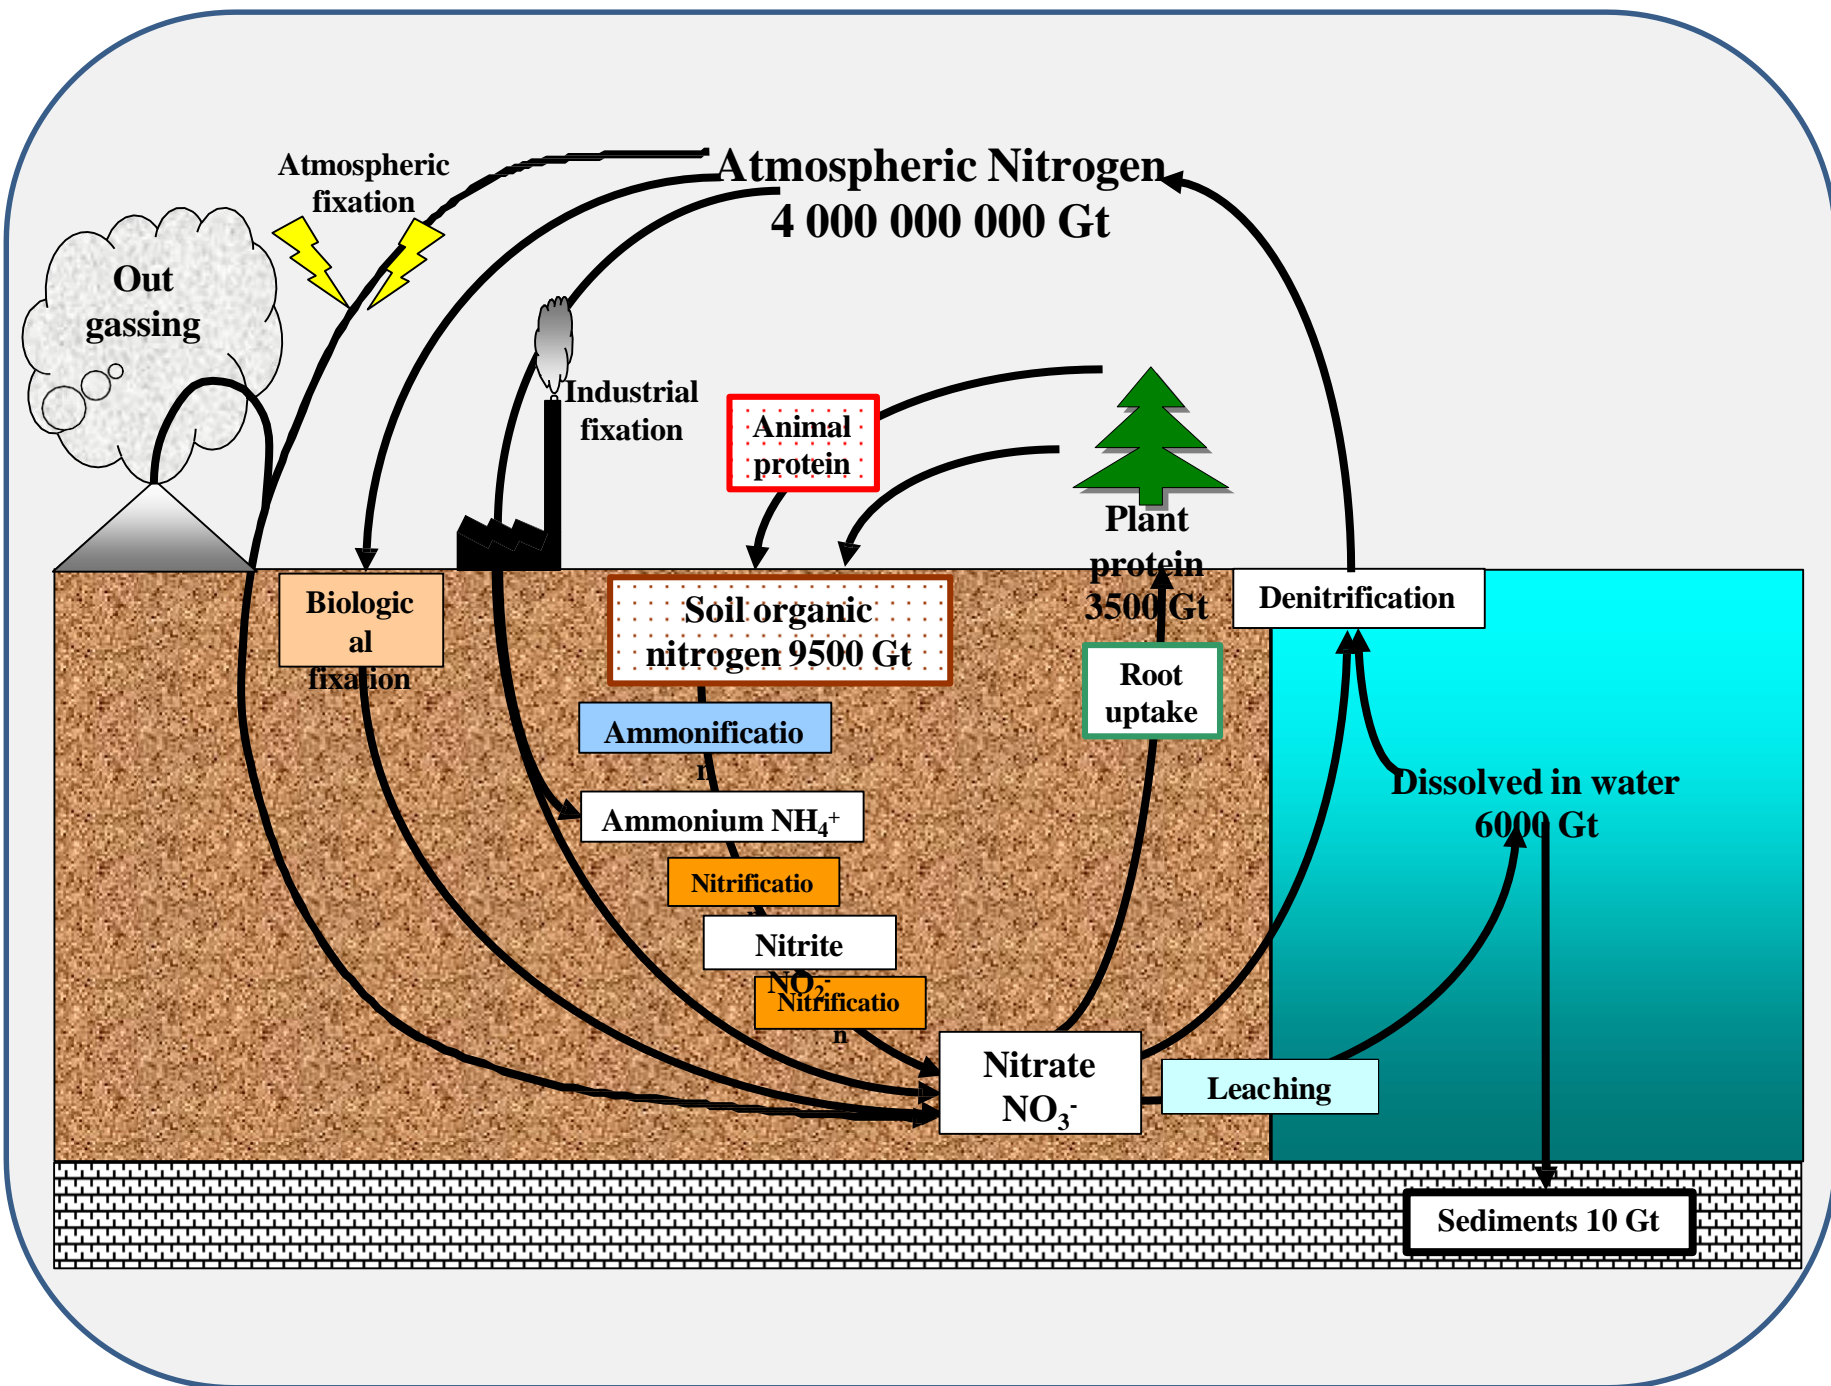 Atmospheric
fixation
Atmospheric Nitrogen
4 000 000 000 Gt
Out
gassing
Industrial
fixation
Animal
protein
Plant
protein
3500 Gt
Biologic
al
fixation
Soil organic
nitrogen 9500 Gt
Denitrification
Root
uptake
Ammonificatio
n
Dissolved in water
6000 Gt
Ammonium NH₄⁺
Nitrificatio
n
Nitrite
NO₂⁻
Nitrificatio
n
Nitrate
NO₃⁻
Leaching
Sediments 10 Gt